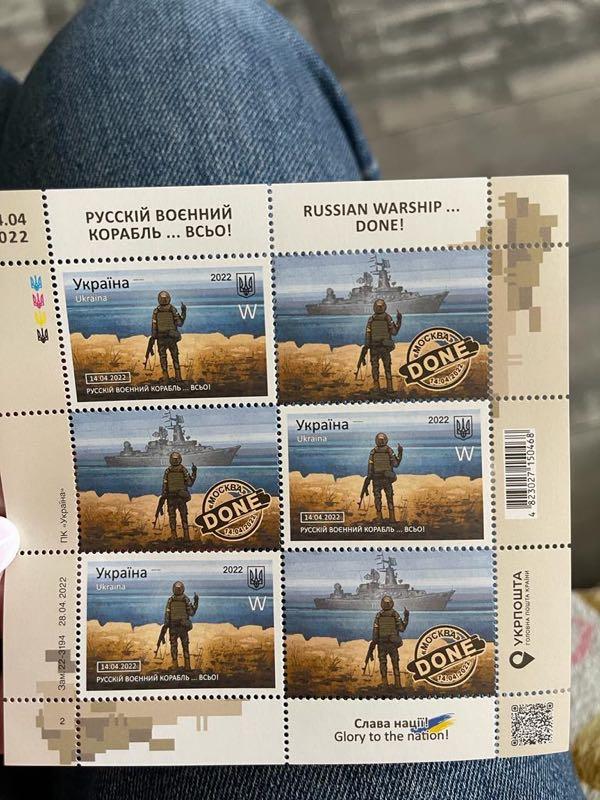 4.04
2022
РУССКІЙ ВОЄННИЙ
КОРАБЛЬ ... ВСЬО!
RUSSIAN WARSHIP ...
DONE!
Україна
Ukraina
2022
W
14.04.2022
РУССКІЙ ВОЄННИЙ КОРАБЛЬ ... ВСЬО!
«МОСКВА»
DONE
14.04.2022
«МОСКВА»
DONE
14.04.2022
Україна
Ukraina
2022
W
14.04.2022
РУССКІЙ ВОЄННИЙ КОРАБЛЬ ... ВСЬО!
4 823027 150468
ПК «Україна»
Україна
Ukraina
2022
W
14.04.2022
РУССКІЙ ВОЄННИЙ КОРАБЛЬ ... ВСЬО!
«МОСКВА»
DONE
14.04.2022
УКРПОШТА
ГОЛОВНА ПОШТА КРАЇНИ
Зам. 22-3194 28.04.2022
2
Слава нації!
Glory to the nation!